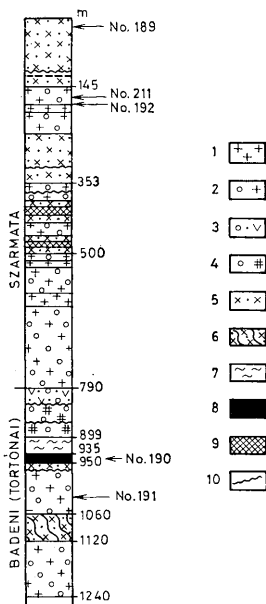 m
No. 189
145
No. 211
No. 192
353
500
790
899
935
950
No. 190
No. 191
1060
1120
1240
SZARMATA
BADENI (TORTÓNAI)
1
2
3
4
5
6
7
8
9
10